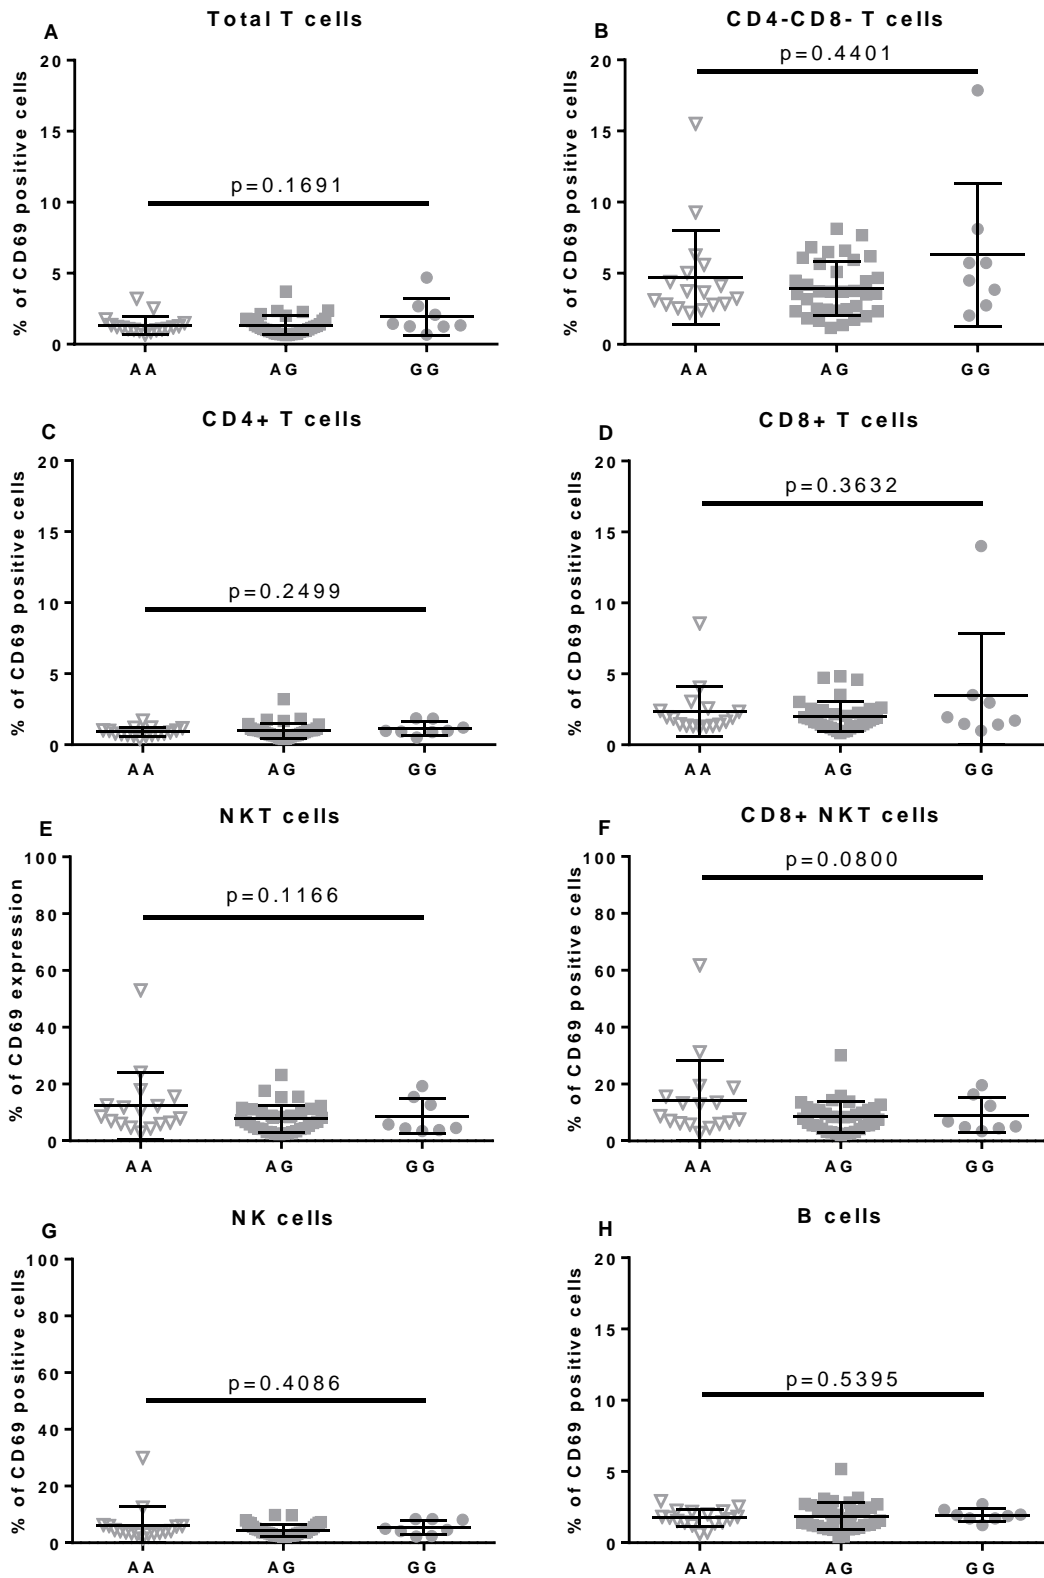 A
Total T cells
% of CD69 positive cells
20
15
10
5
0
p=0.1691
AA AG GG
B
CD4-CD8- T cells
% of CD69 positive cells
20
15
10
5
0
p=0.4401
AA AG GG
C
CD4+ T cells
% of CD69 positive cells
20
15
10
5
0
p=0.2499
AA AG GG
D
CD8+ T cells
% of CD69 positive cells
20
15
10
5
0
p=0.3632
AA AG GG
E
NKT cells
% of CD69 expression
100
80
60
40
20
0
p=0.1166
AA AG GG
F
CD8+ NKT cells
% of CD69 positive cells
100
80
60
40
20
0
p=0.0800
AA AG GG
G
NK cells
% of CD69 positive cells
100
80
60
40
20
0
p=0.4086
AA AG GG
H
B cells
% of CD69 positive cells
20
15
10
5
0
p=0.5395
AA AG GG